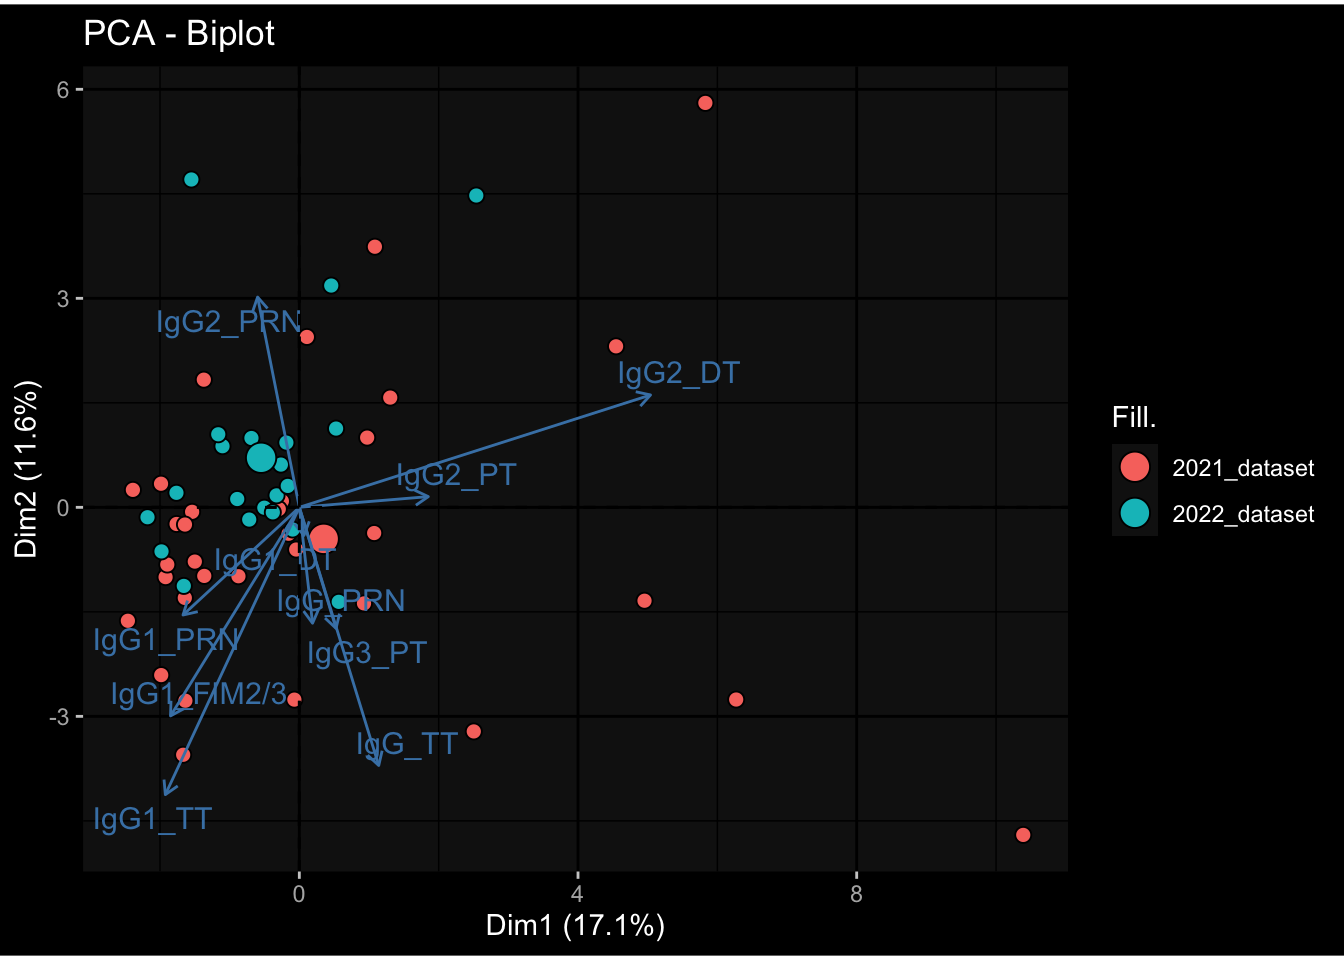 PCA - Biplot
6
3
0
-3
Dim2 (11.6%)
IgG2_PRN
IgG2_DT
IgG2_PT
IgG1_DT
IgG_PRN
IgG1_PRN
IgG3_PT
IgG1_FIM2/3
IgG_TT
IgG1_TT
0
4
8
Dim1 (17.1%)
Fill.
2021_dataset
2022_dataset